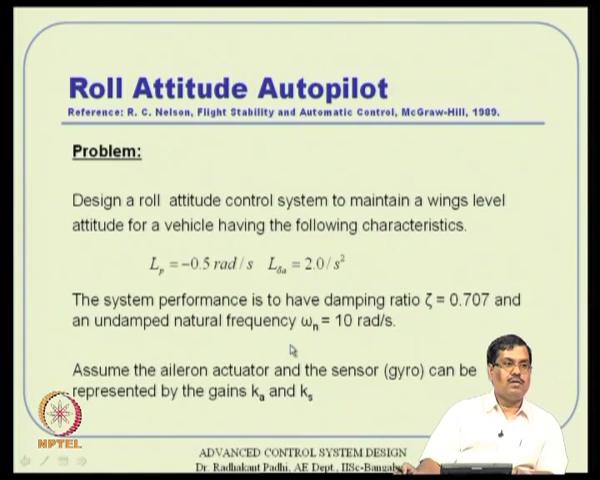 Roll Attitude Autopilot
Reference: R. C. Nelson, Flight Stability and Automatic Control, McGraw-Hill, 1989.
Problem:
Design a roll attitude control system to maintain a wings level
attitude for a vehicle having the following characteristics.
L_p = -0.5 rad / s L_δa = 2.0 / s²
The system performance is to have damping ratio ζ = 0.707 and
an undamped natural frequency ω_n = 10 rad/s.
Assume the aileron actuator and the sensor (gyro) can be
represented by the gains k_a and k_s
NPTEL
ADVANCED CONTROL SYSTEM DESIGN
Dr. Radhakant Padhi, AE Dept., IISc-Bangalo